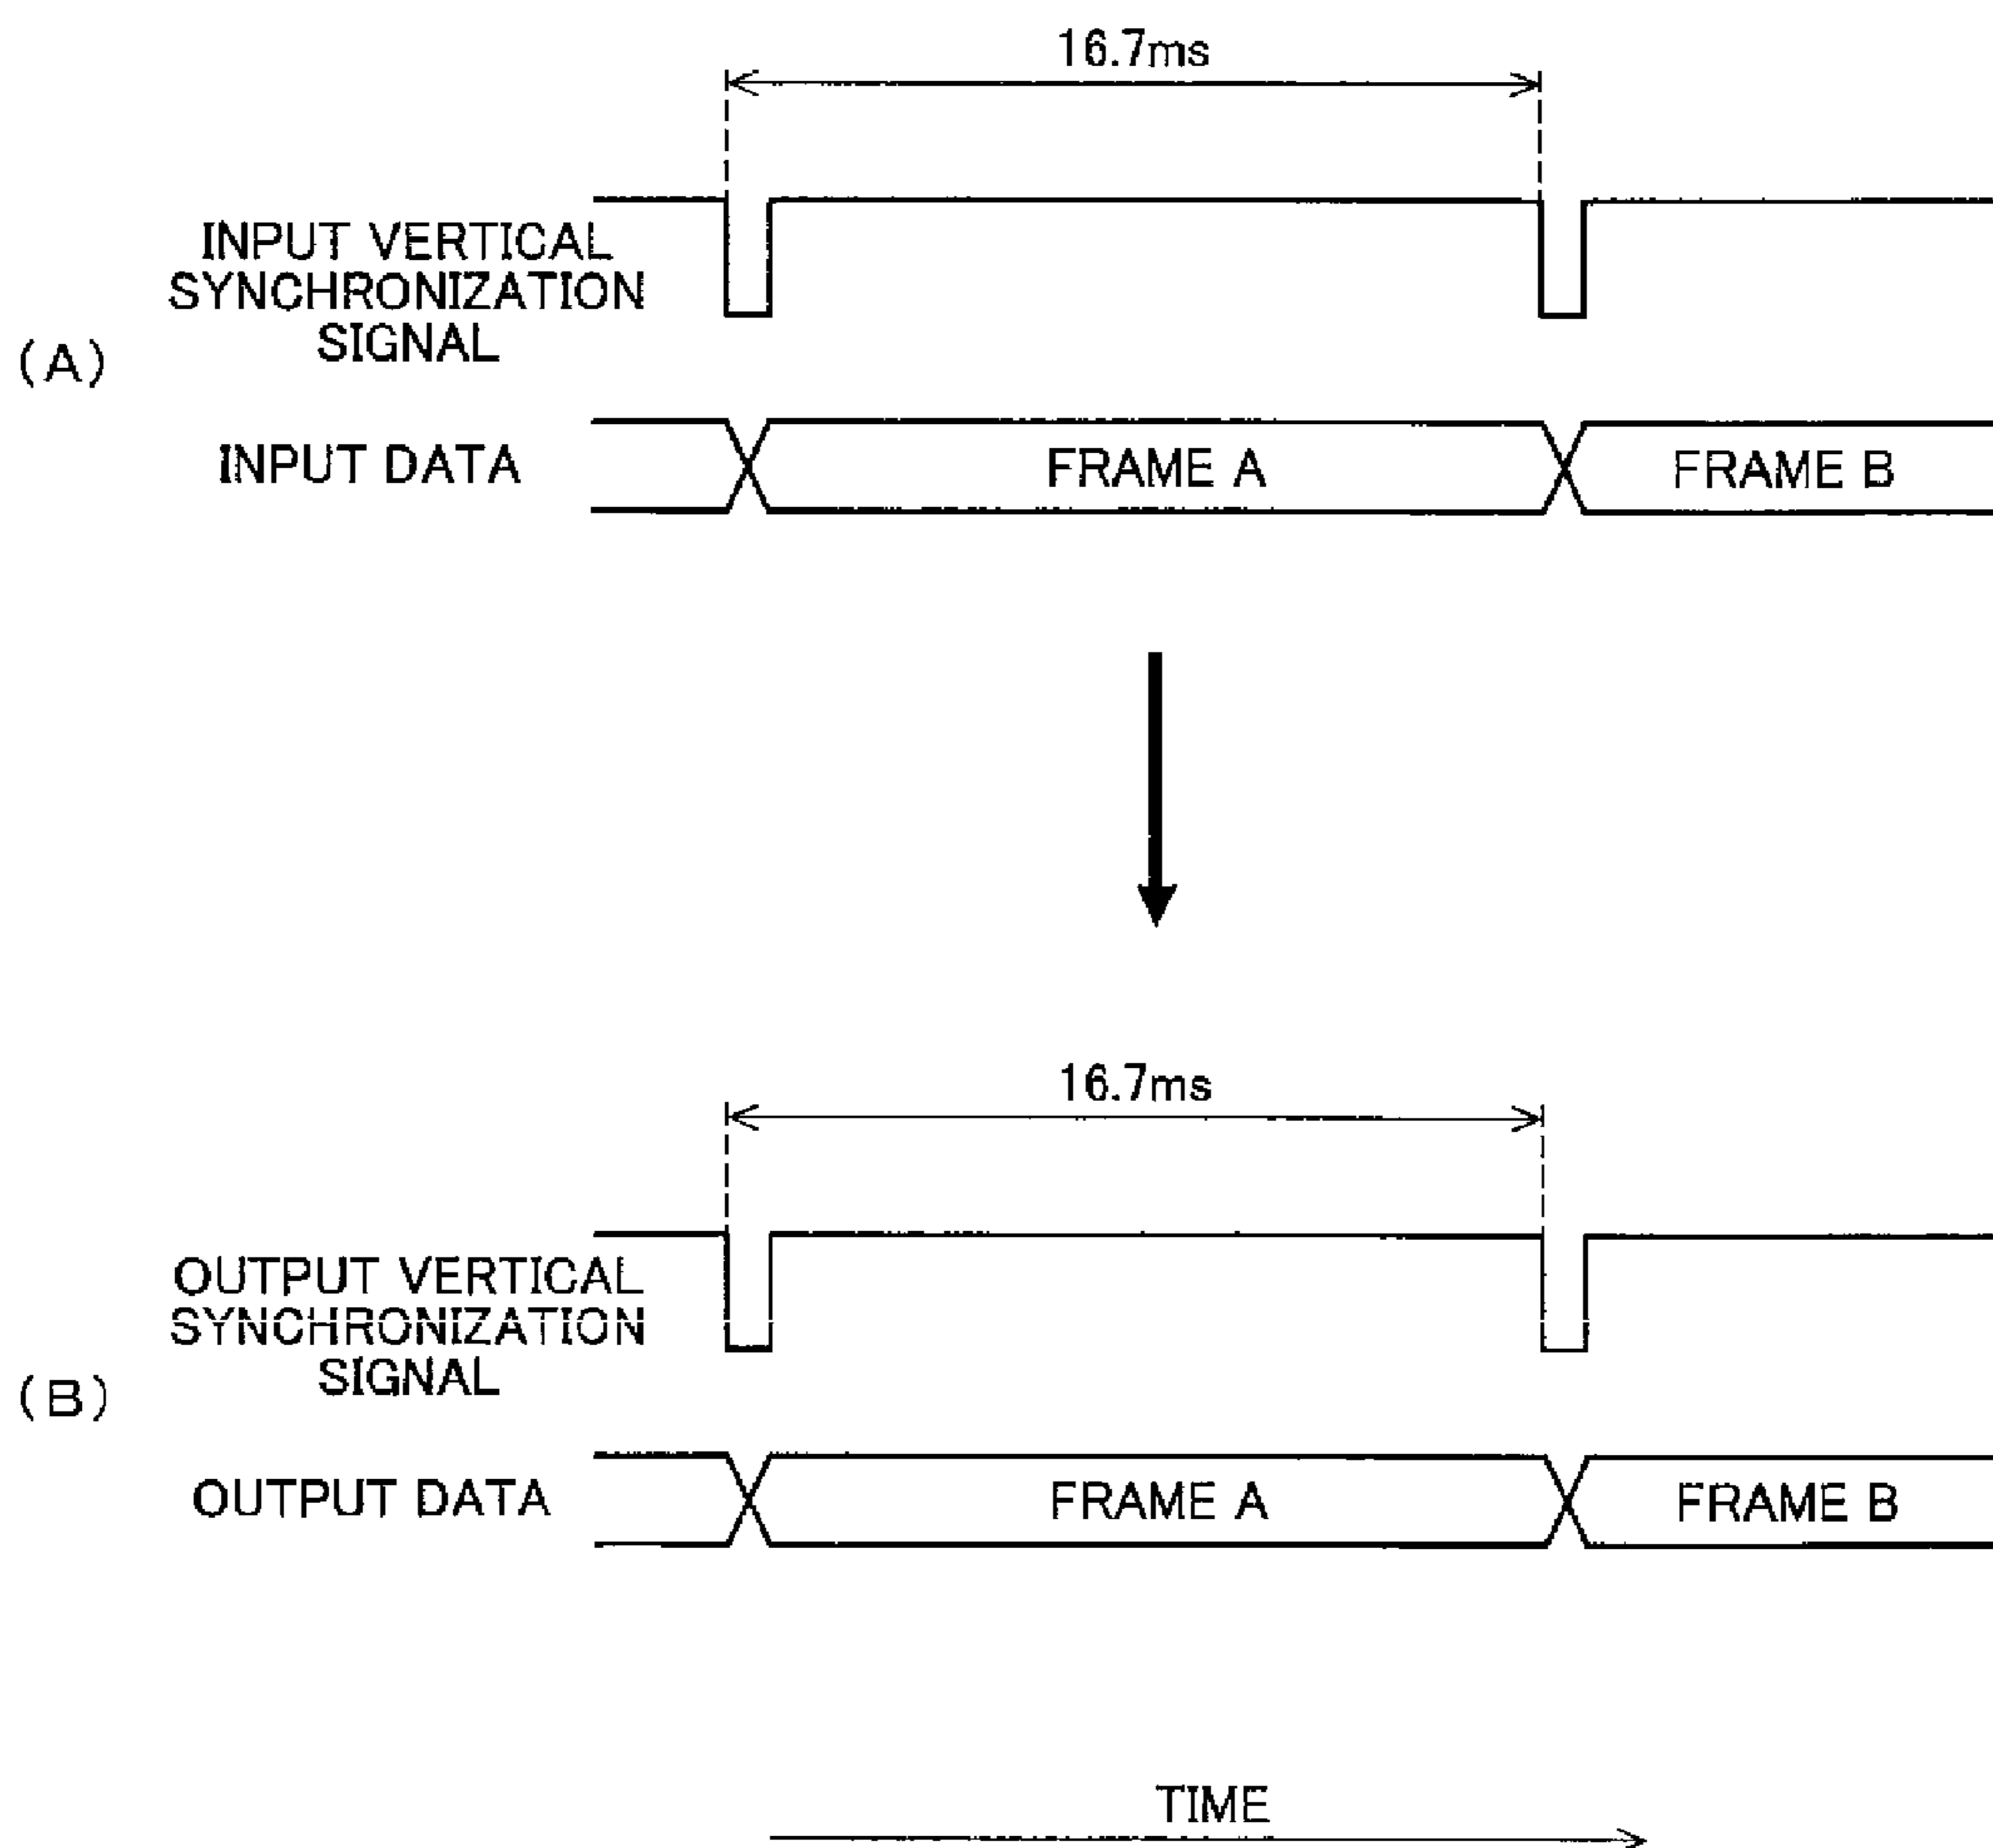 16.7ms
INPUT VERTICAL
SYNCHRONIZATION
SIGNAL
(A)
INPUT DATA
FRAME A
FRAME B
16.7ms
OUTPUT VERTICAL
SYNCHRONIZATION
SIGNAL
(B)
OUTPUT DATA
FRAME A
FRAME B
TIME